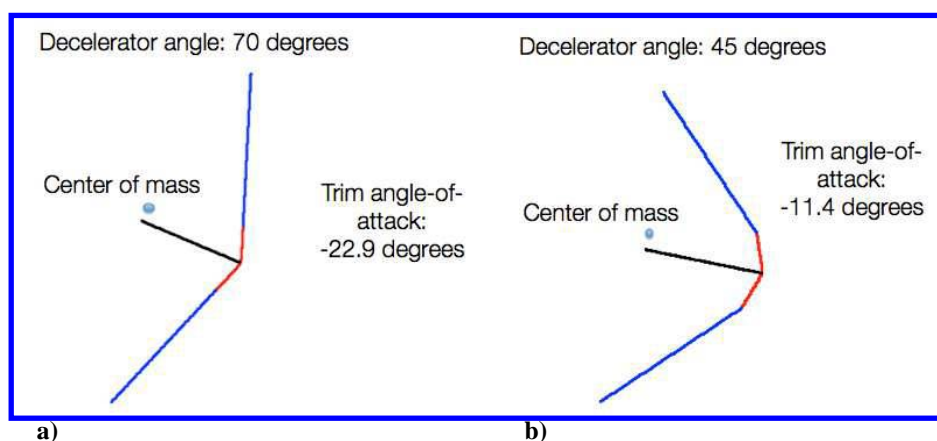 Decelerator angle: 70 degrees
Center of mass
Trim angle-of-
attack:
-22.9 degrees
Decelerator angle: 45 degrees
Trim angle-of-
attack:
-11.4 degrees
Center of mass
a)
b)